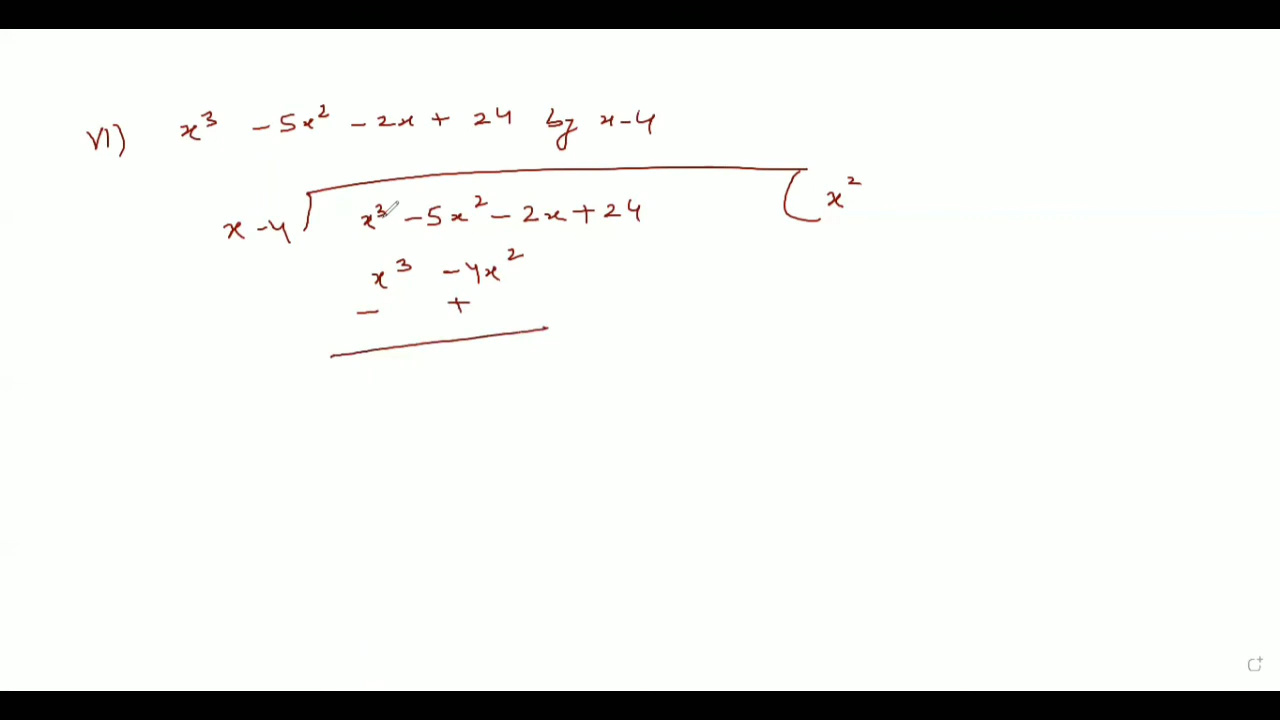 VI) x³ - 5x² - 2x + 24 by x-4
x-4 x³ - 5x² - 2x + 24 x²
x³ - 4x²
- +